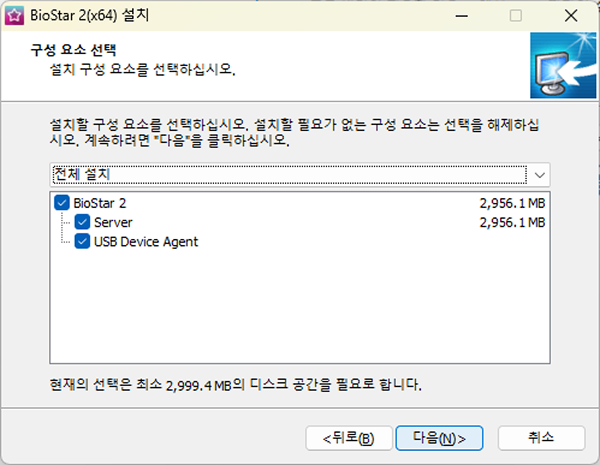 BioStar 2(x64) 설치
구성 요소 선택
설치 구성 요소를 선택하십시오.
설치할 구성 요소를 선택하십시오. 설치할 필요가 없는 구성 요소는 선택을 해제하십
시오. 계속하려면 "다음"을 클릭하십시오.
전체 설치
BioStar 2 2,956.1 MB
Server 2,956.1 MB
USB Device Agent
현재의 선택은 최소 2,999.4 MB의 디스크 공간을 필요로 합니다.
<뒤로(B) 다음(N)> 취소